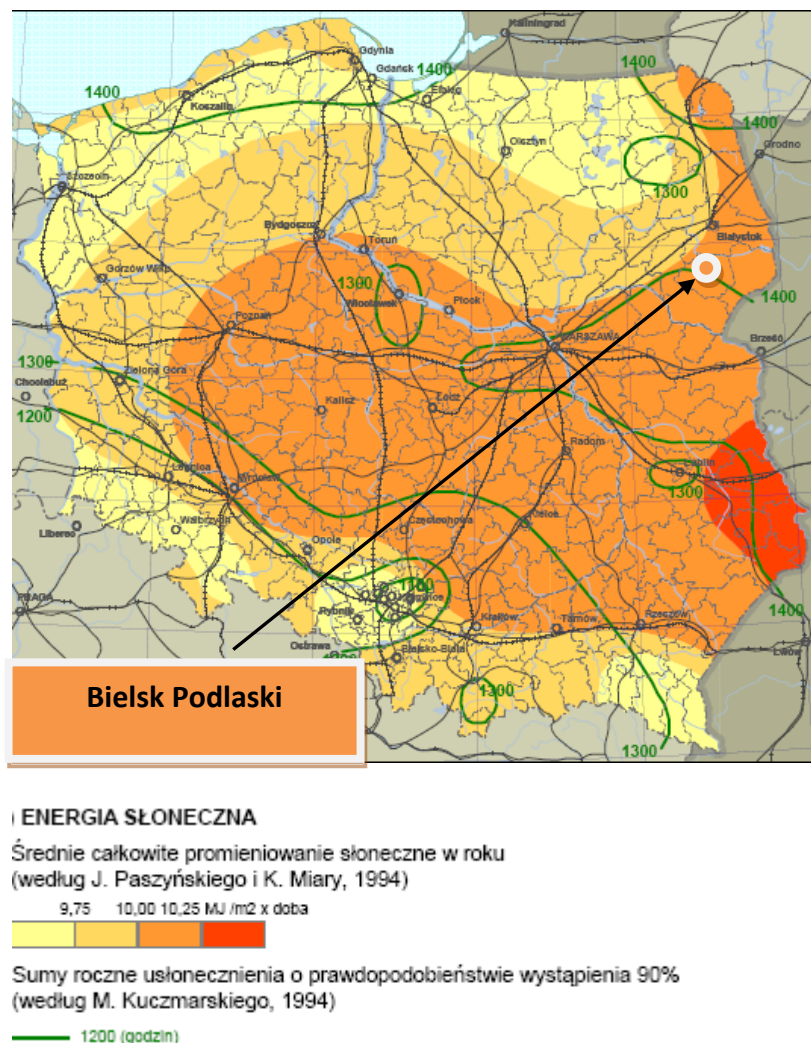 Kaliningrad
Gdynia
Gdańsk
1400
1400
1400
Elbląg
Koszalin
1400
Olsztyn
Grodno
Szczecin
1300
Bydgoszcz
Toruń
Białystok
Gorzów Wlkp.
1300
Włocławek
Płock
1400
Poznań
WARSZAWA
Brześć
1300
Zielona Góra
Chociebuż
1200
Kalisz
Łódź
Radom
Legnica
Wrocław
Lublin
1300
Wałbrzych
Liberec
Częstochowa
Kielce
Opole
PRAGA
1100
Katowice
1400
Rybnik
Kraków
Tarnów
Rzeszów
Ostrawa
Bielsko-Biała
Lwów
1300
1300
Bielsk Podlaski
ENERGIA SŁONECZNA
Średnie całkowite promieniowanie słoneczne w roku
(według J. Paszyńskiego i K. Miary, 1994)
9,75 10,00 10,25 MJ /m2 x doba
Sumy roczne usłonecznienia o prawdopodobieństwie wystąpienia 90%
(według M. Kuczmarskiego, 1994)
1200 (godzin)